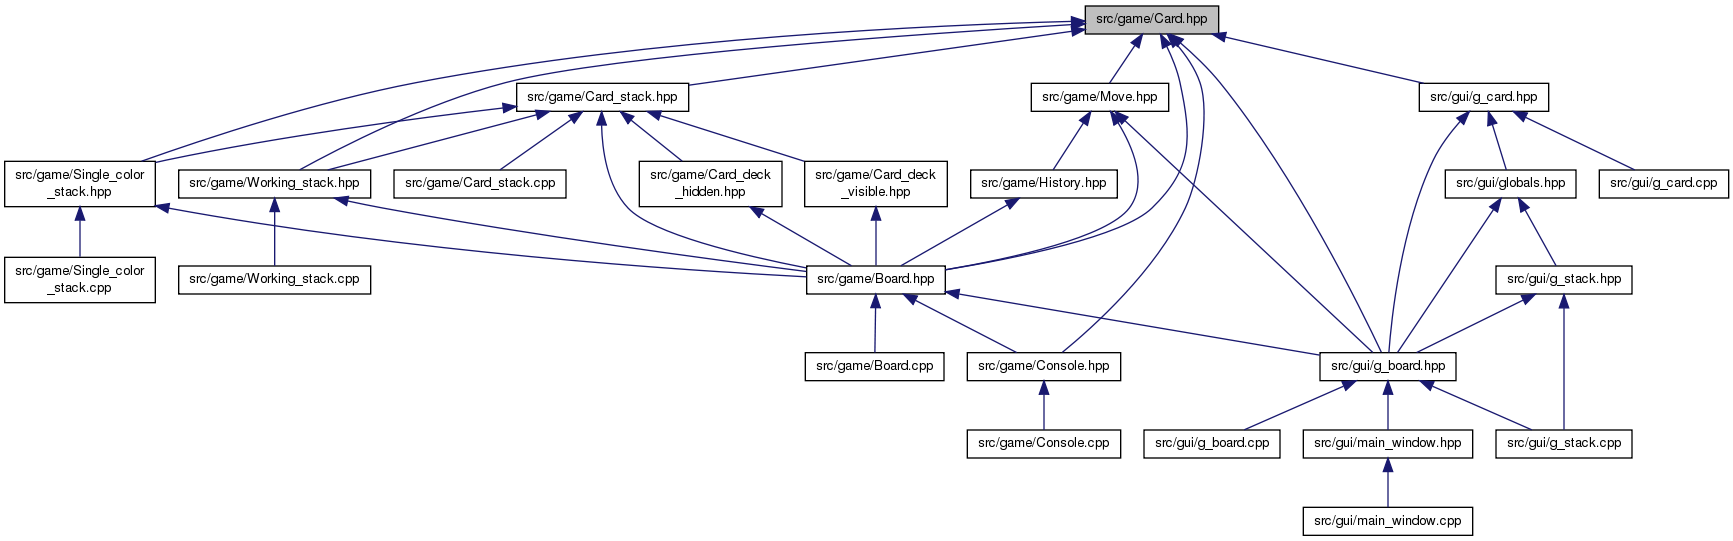 src/game/Card.hpp
src/game/Card_stack.hpp
src/game/Move.hpp
src/gui/g_card.hpp
src/game/Single_color
_stack.hpp
src/game/Working_stack.hpp
src/game/Card_stack.cpp
src/game/Card_deck
_hidden.hpp
src/game/Card_deck
_visible.hpp
src/game/History.hpp
src/gui/globals.hpp
src/gui/g_card.cpp
src/game/Single_color
_stack.cpp
src/game/Working_stack.cpp
src/game/Board.hpp
src/gui/g_stack.hpp
src/game/Board.cpp
src/game/Console.hpp
src/gui/g_board.hpp
src/game/Console.cpp
src/gui/g_board.cpp
src/gui/main_window.hpp
src/gui/g_stack.cpp
src/gui/main_window.cpp